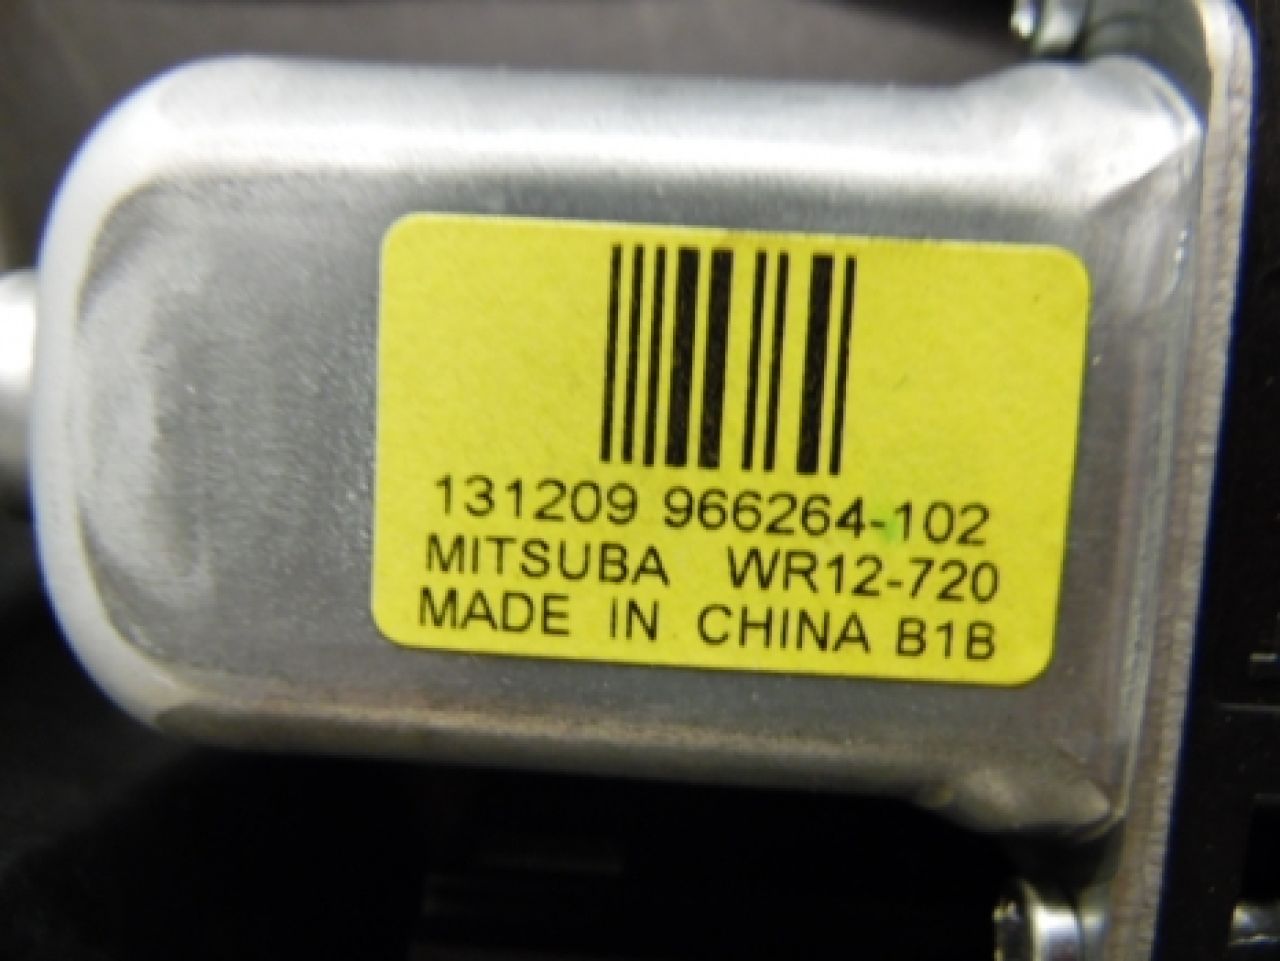 131209 966264-102
MITSUBA WR12-720
MADE IN CHINA B1B